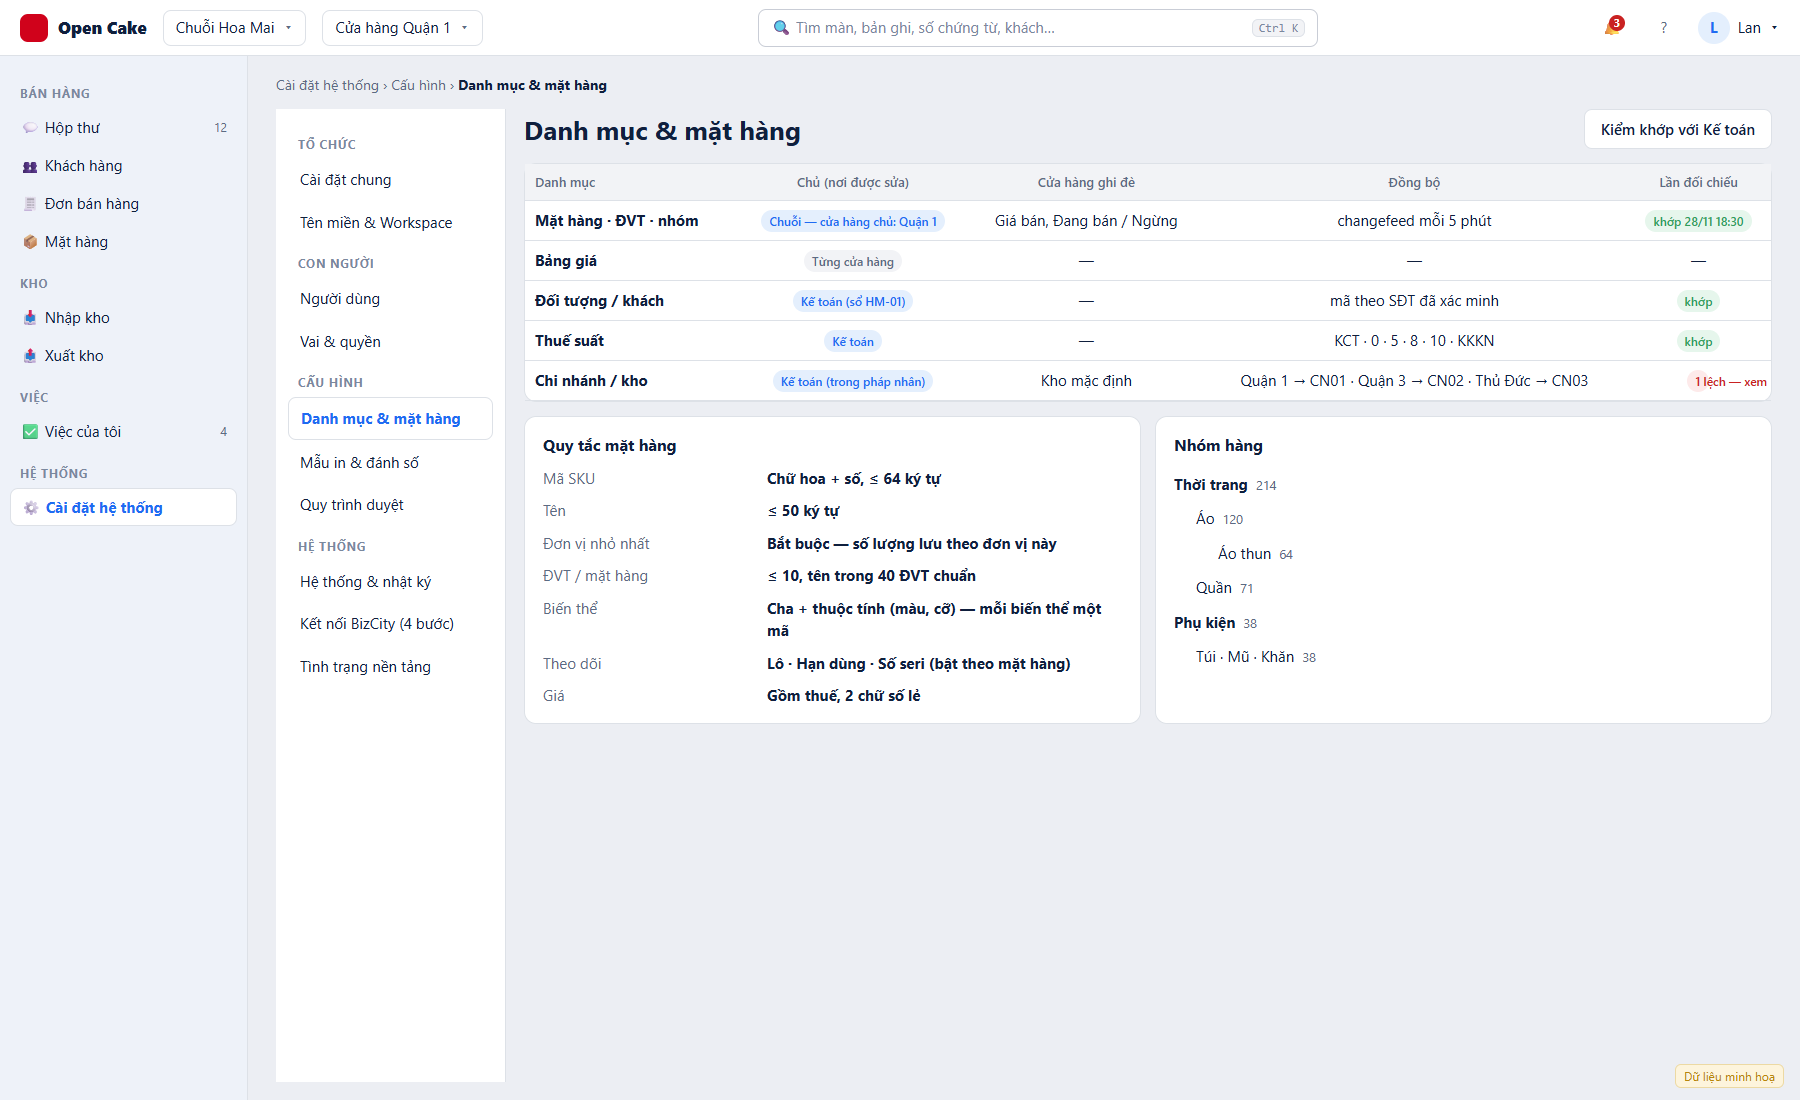 Open Cake
Chuỗi Hoa Mai
Cửa hàng Quận 1
Tìm màn, bản ghi, số chứng từ, khách...
Ctrl K
3
?
L
Lan
BÁN HÀNG
Hộp thư 12
Khách hàng
Đơn bán hàng
Mặt hàng
KHO
Nhập kho
Xuất kho
VIỆC
Việc của tôi 4
HỆ THỐNG
Cài đặt hệ thống
Cài đặt hệ thống › Cấu hình › Danh mục & mặt hàng
TỔ CHỨC
Cài đặt chung
Tên miền & Workspace
CON NGƯỜI
Người dùng
Vai & quyền
CẤU HÌNH
Danh mục & mặt hàng
Mẫu in & đánh số
Quy trình duyệt
HỆ THỐNG
Hệ thống & nhật ký
Kết nối BizCity (4 bước)
Tình trạng nền tảng
Danh mục & mặt hàng
Kiểm khớp với Kế toán
Danh mục Chủ (nơi được sửa) Cửa hàng ghi đè Đồng bộ Lần đối chiếu
Mặt hàng · ĐVT · nhóm Chuỗi — cửa hàng chủ: Quận 1 Giá bán, Đang bán / Ngừng changefeed mỗi 5 phút khớp 28/11 18:30
Bảng giá Từng cửa hàng — — —
Đối tượng / khách Kế toán (sổ HM-01) — mã theo SĐT đã xác minh khớp
Thuế suất Kế toán — KCT · 0 · 5 · 8 · 10 · KKKN khớp
Chi nhánh / kho Kế toán (trong pháp nhân) Kho mặc định Quận 1 → CN01 · Quận 3 → CN02 · Thủ Đức → CN03 1 lệch — xem
Quy tắc mặt hàng
Mã SKU Chữ hoa + số, ≤ 64 ký tự
Tên ≤ 50 ký tự
Đơn vị nhỏ nhất Bắt buộc — số lượng lưu theo đơn vị này
ĐVT / mặt hàng ≤ 10, tên trong 40 ĐVT chuẩn
Biến thể Cha + thuộc tính (màu, cỡ) — mỗi biến thể một
mã
Theo dõi Lô · Hạn dùng · Số seri (bật theo mặt hàng)
Giá Gồm thuế, 2 chữ số lẻ
Nhóm hàng
Thời trang 214
Áo 120
Áo thun 64
Quần 71
Phụ kiện 38
Túi · Mũ · Khăn 38
Dữ liệu minh hoạ